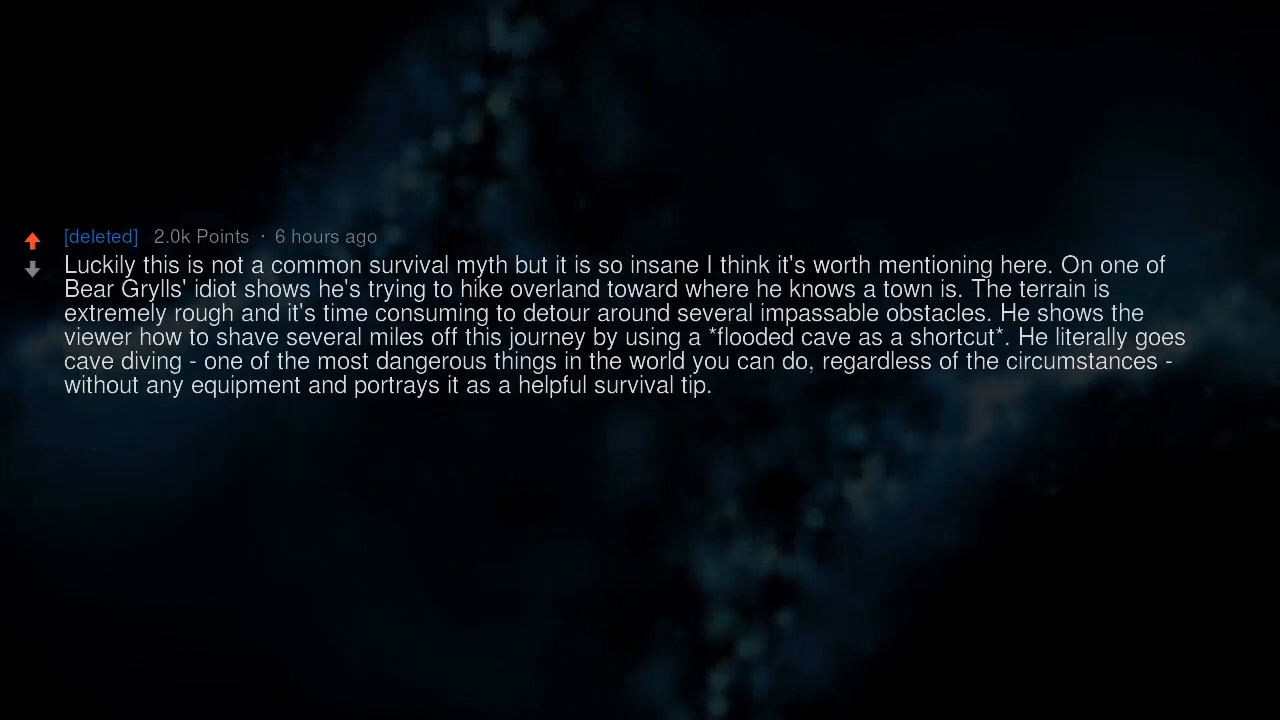 [deleted] 2.0k Points · 6 hours ago
Luckily this is not a common survival myth but it is so insane I think it's worth mentioning here. On one of
Bear Grylls' idiot shows he's trying to hike overland toward where he knows a town is. The terrain is
extremely rough and it's time consuming to detour around several impassable obstacles. He shows the
viewer how to shave several miles off this journey by using a *flooded cave as a shortcut*. He literally goes
cave diving - one of the most dangerous things in the world you can do, regardless of the circumstances -
without any equipment and portrays it as a helpful survival tip.